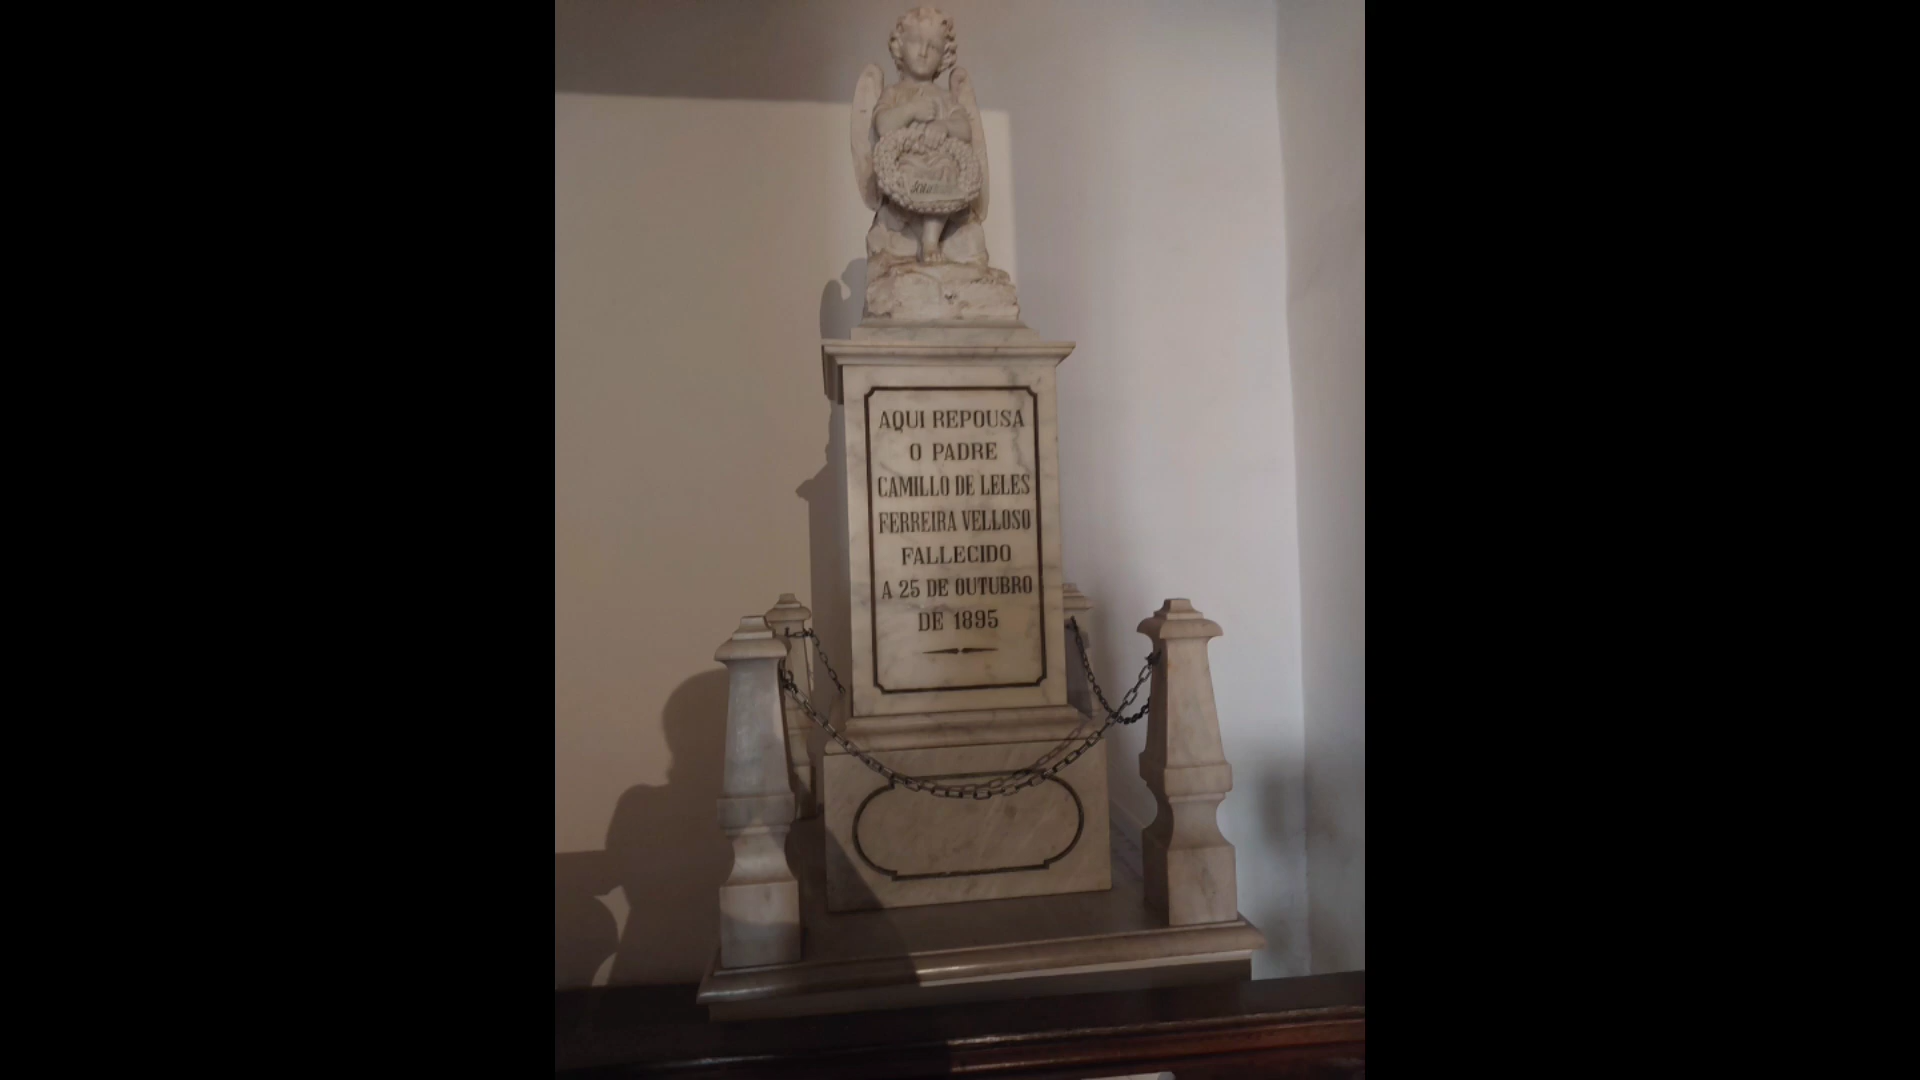 AQUI REPOUSA
O PADRE
CAMILLO DE LELES
FERREIRA VELLOSO
FALLECIDO
A 25 DE OUTUBRO
DE 1895